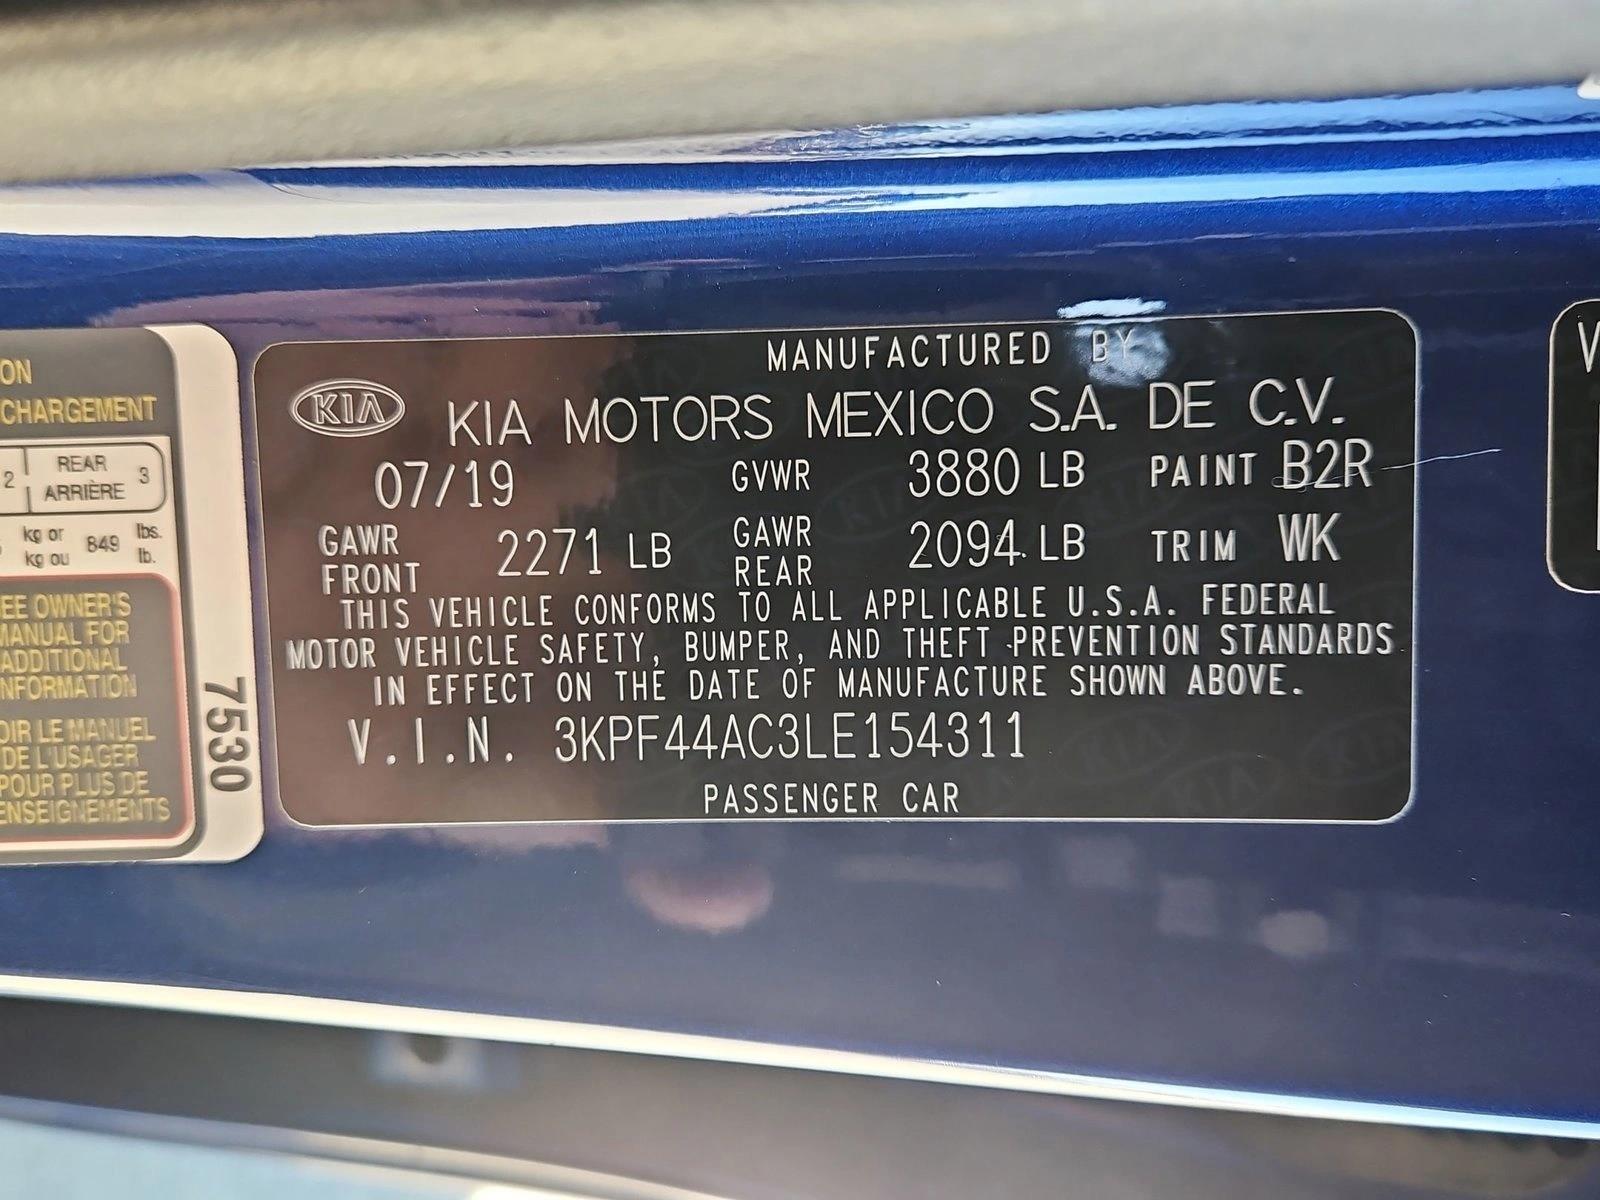 MANUFACTURED BY
KIA
KIA MOTORS MEXICO S.A. DE C.V.
07/19 GVWR 3880 LB PAINT B2R
GAWR FRONT 2271 LB GAWR REAR 2094 LB TRIM WK
THIS VEHICLE CONFORMS TO ALL APPLICABLE U.S.A. FEDERAL
MOTOR VEHICLE SAFETY, BUMPER, AND THEFT PREVENTION STANDARDS
IN EFFECT ON THE DATE OF MANUFACTURE SHOWN ABOVE.
V.I.N. 3KPF44AC3LE154311
PASSENGER CAR
ON
CHARGEMENT
2 REAR ARRIÈRE 3
kg or
kg ou 849 lbs.
lb.
EE OWNER'S
MANUAL FOR
ADDITIONAL
NFORMATION
OIR LE MANUEL
DE L'USAGER
POUR PLUS DE
ENSEIGNEMENTS
7530
V